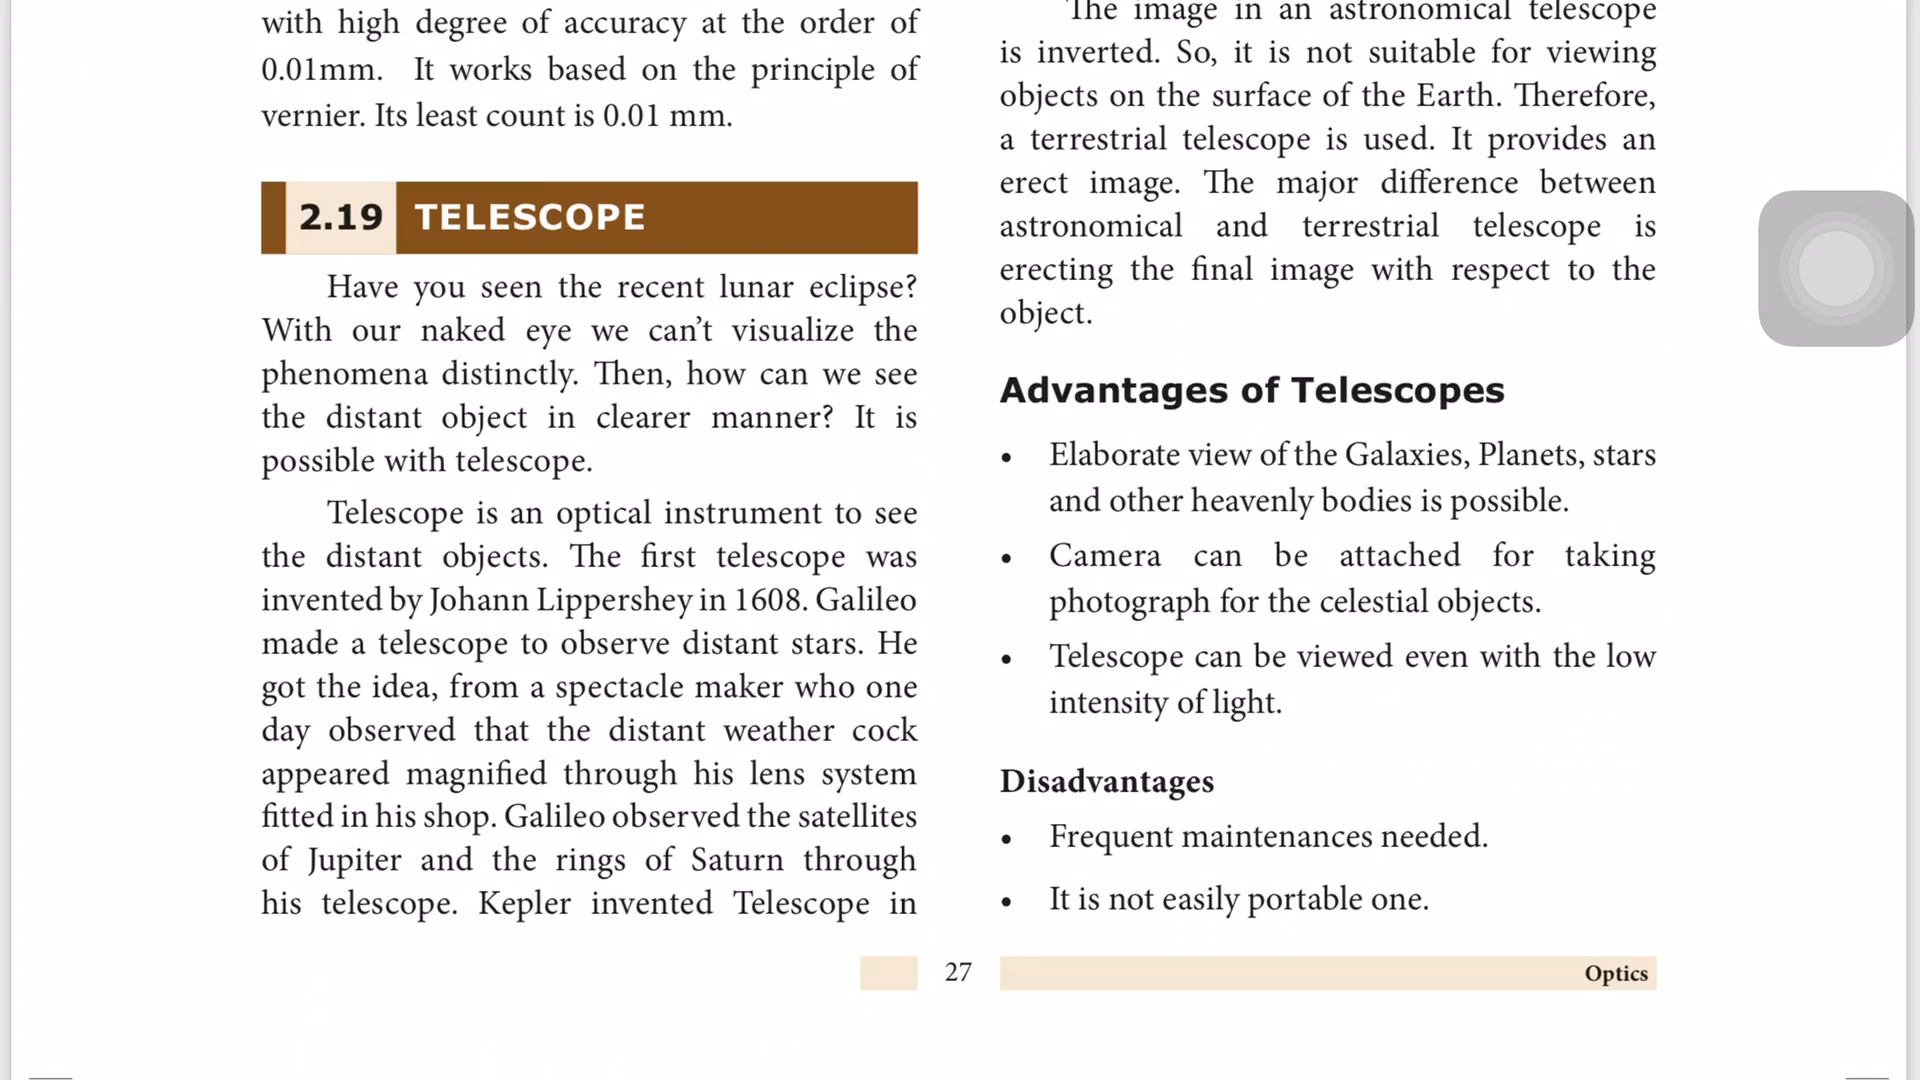 with high degree of accuracy at the order of
0.01mm. It works based on the principle of
vernier. Its least count is 0.01 mm.
2.19 TELESCOPE
Have you seen the recent lunar eclipse?
With our naked eye we can’t visualize the
phenomena distinctly. Then, how can we see
the distant object in clearer manner? It is
possible with telescope.
Telescope is an optical instrument to see
the distant objects. The first telescope was
invented by Johann Lippershey in 1608. Galileo
made a telescope to observe distant stars. He
got the idea, from a spectacle maker who one
day observed that the distant weather cock
appeared magnified through his lens system
fitted in his shop. Galileo observed the satellites
of Jupiter and the rings of Saturn through
his telescope. Kepler invented Telescope in
The image in an astronomical telescope
is inverted. So, it is not suitable for viewing
objects on the surface of the Earth. Therefore,
a terrestrial telescope is used. It provides an
erect image. The major difference between
astronomical and terrestrial telescope is
erecting the final image with respect to the
object.
Advantages of Telescopes
• Elaborate view of the Galaxies, Planets, stars
and other heavenly bodies is possible.
• Camera can be attached for taking
photograph for the celestial objects.
• Telescope can be viewed even with the low
intensity of light.
Disadvantages
• Frequent maintenances needed.
• It is not easily portable one.
27
Optics